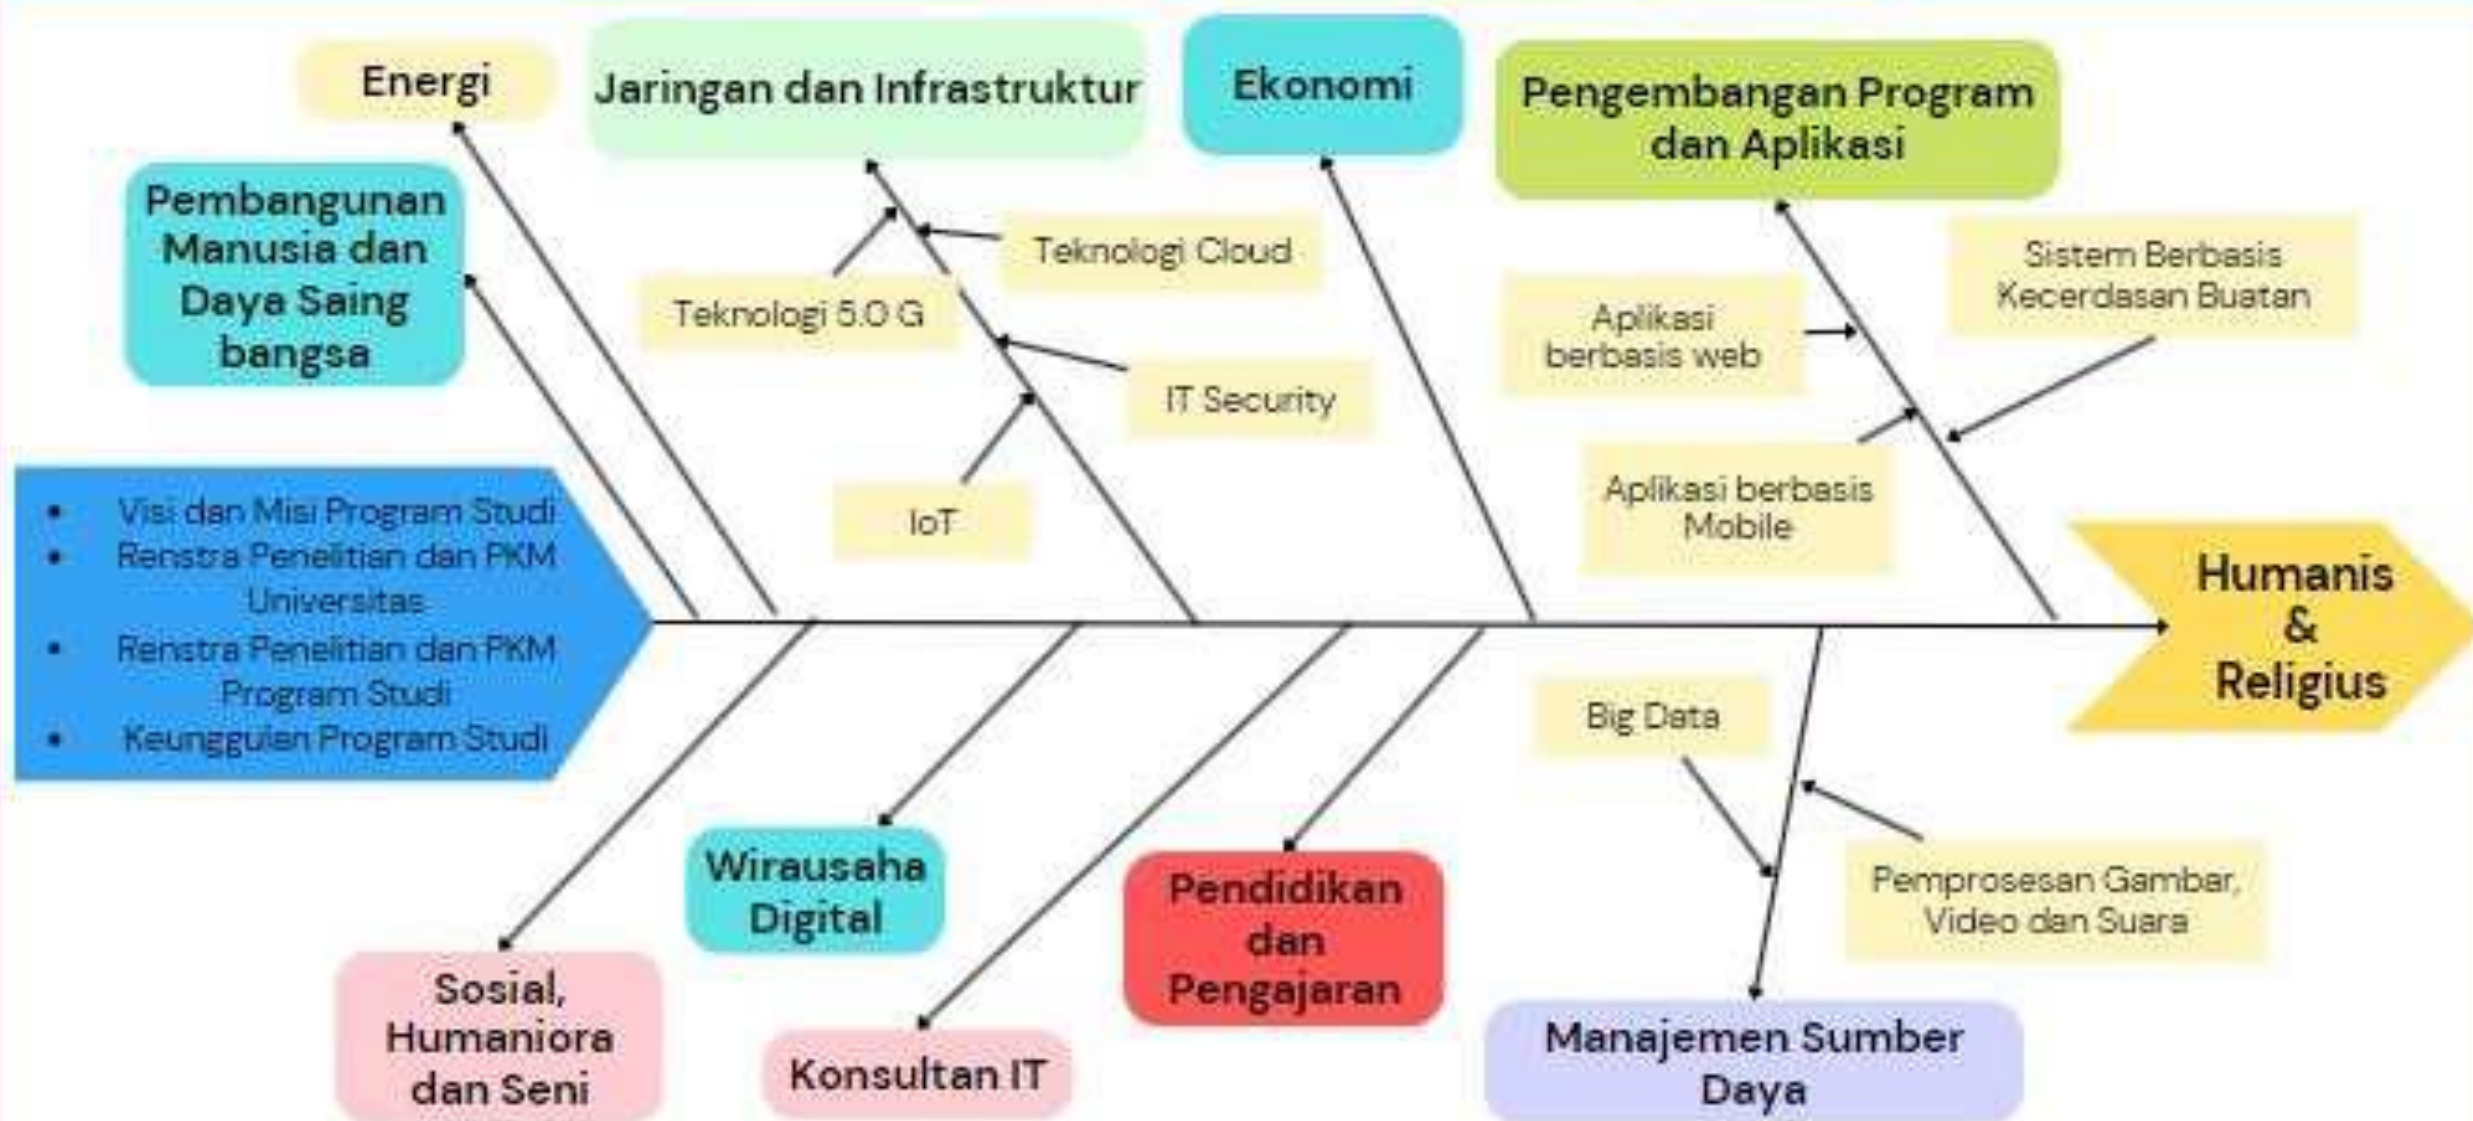 Energi
Jaringan dan Infrastruktur
Ekonomi
Pengembangan Program
dan Aplikasi
Pembangunan
Manusia dan
Daya Saing
bangsa
Teknologi Cloud
Teknologi 5.0 G
IT Security
IoT
Sistem Berbasis
Kecerdasan Buatan
Aplikasi
berbasis web
Aplikasi berbasis
Mobile
• Visi dan Misi Program Studi
• Renstra Penelitian dan PKM
Universitas
• Renstra Penelitian dan PKM
Program Studi
• Keunggulan Program Studi
Humanis
&
Religius
Big Data
Pemprosesan Gambar,
Video dan Suara
Wirausaha
Digital
Pendidikan
dan
Pengajaran
Sosial,
Humaniora
dan Seni
Konsultan IT
Manajemen Sumber
Daya